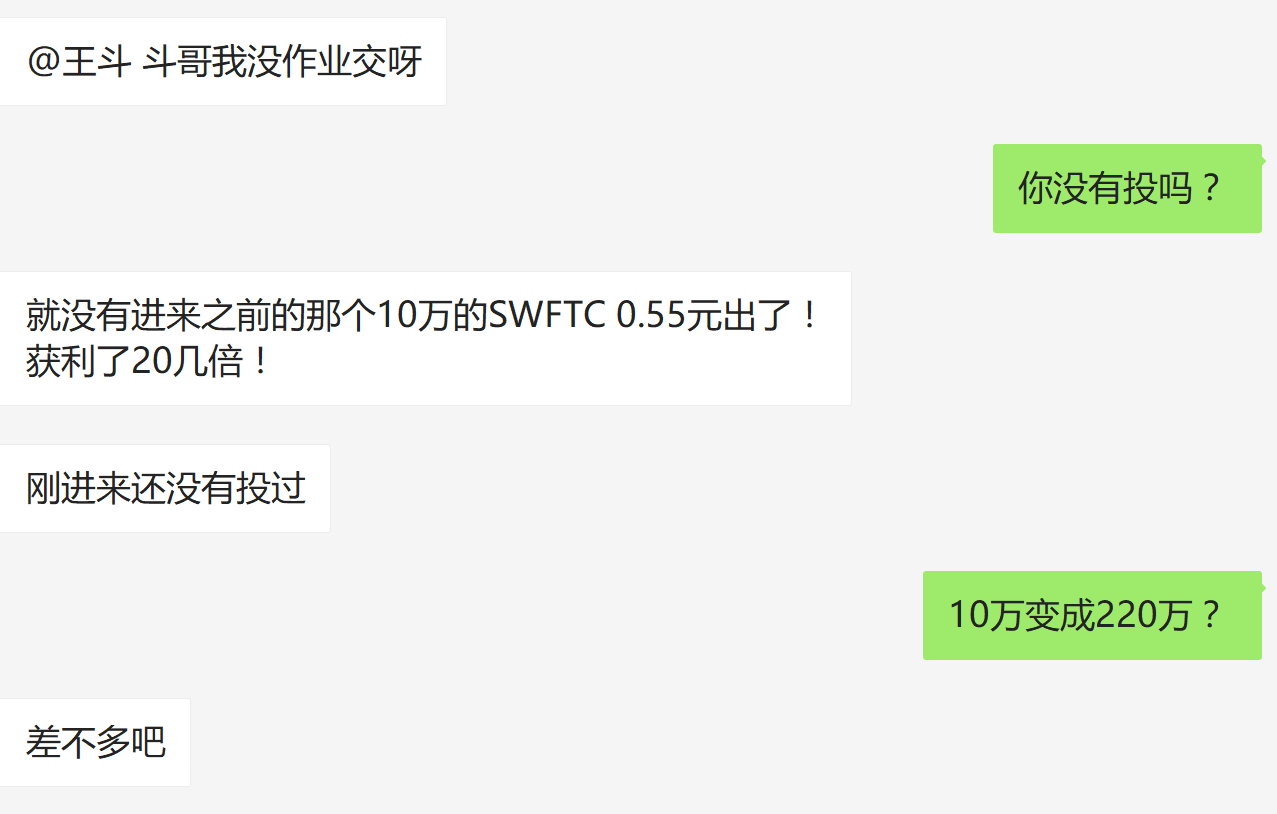 @王斗 斗哥我没作业交呀
你没有投吗？
就没有进来之前的那个10万的SWFTC 0.55元出了！
获利了20几倍！
刚进来还没有投过
10万变成220万？
差不多吧